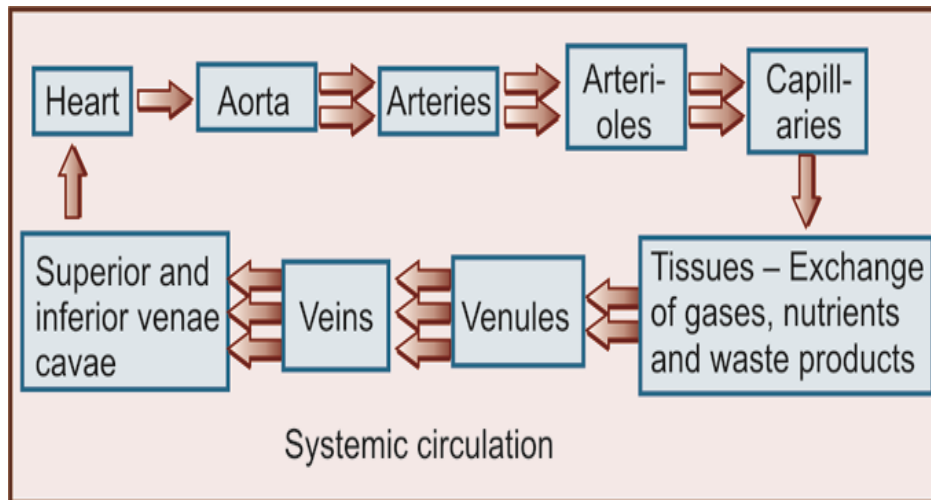 Heart
Aorta
Arteries
Arteri-
oles
Capill-
aries
Tissues – Exchange
of gases, nutrients
and waste products
Venules
Veins
Superior and
inferior venae
cavae
Systemic circulation